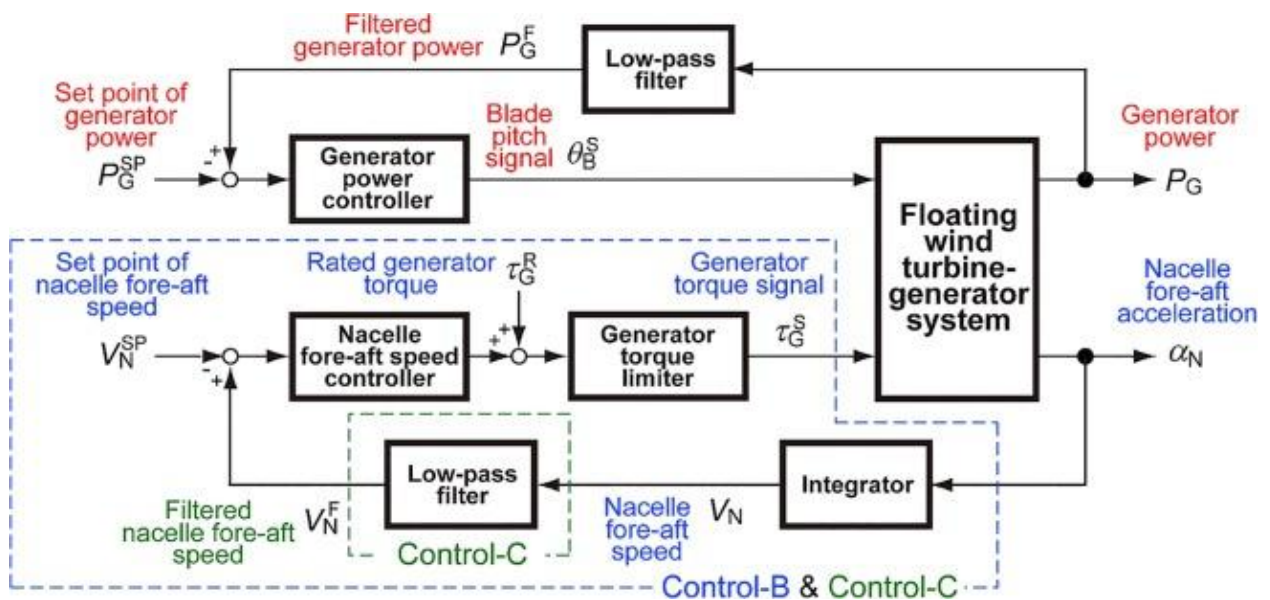 Filtered
generator power
P_G^F
Low-pass
filter
Set point of
generator
power
P_G^SP
- +
Generator
power
controller
Blade
pitch
signal
θ_B^S
Floating
wind
turbine-
generator
system
Generator
power
P_G
Set point of
nacelle fore-aft
speed
V_N^SP
- +
Nacelle
fore-aft speed
controller
Rated generator
torque
τ_G^R
+ +
Generator
torque
limiter
Generator
torque signal
τ_G^S
Nacelle
fore-aft
acceleration
α_N
Filtered
nacelle fore-aft
speed
V_N^F
Low-pass
filter
Control-C
Nacelle
fore-aft
speed
V_N
Integrator
Control-B & Control-C